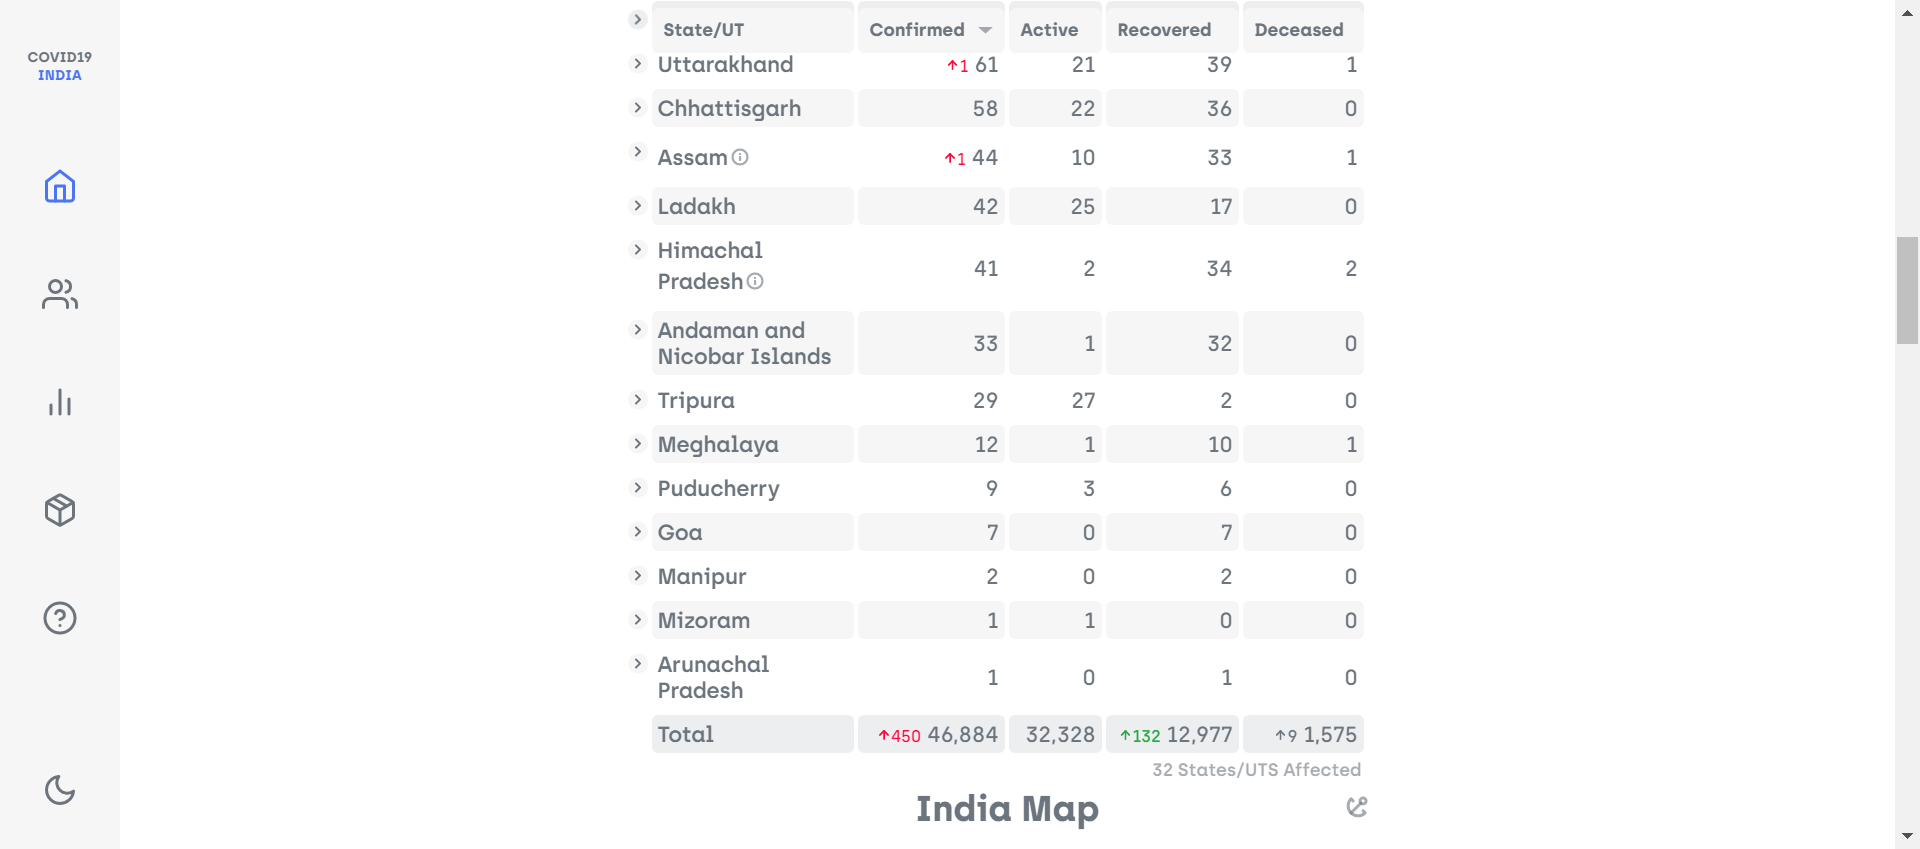 COVID19
INDIA
State/UT Confirmed Active Recovered Deceased
Uttarakhand ↑1 61 21 39 1
Chhattisgarh 58 22 36 0
Assam 44 ↑1 10 33 1
Ladakh 42 25 17 0
Himachal
Pradesh 41 2 34 2
Andaman and
Nicobar Islands 33 1 32 0
Tripura 29 27 2 0
Meghalaya 12 1 10 1
Puducherry 9 3 6 0
Goa 7 0 7 0
Manipur 2 0 2 0
Mizoram 1 1 0 0
Arunachal
Pradesh 1 0 1 0
Total ↑450 46,884 32,328 ↑132 12,977 ↑9 1,575
32 States/UTS Affected
India Map